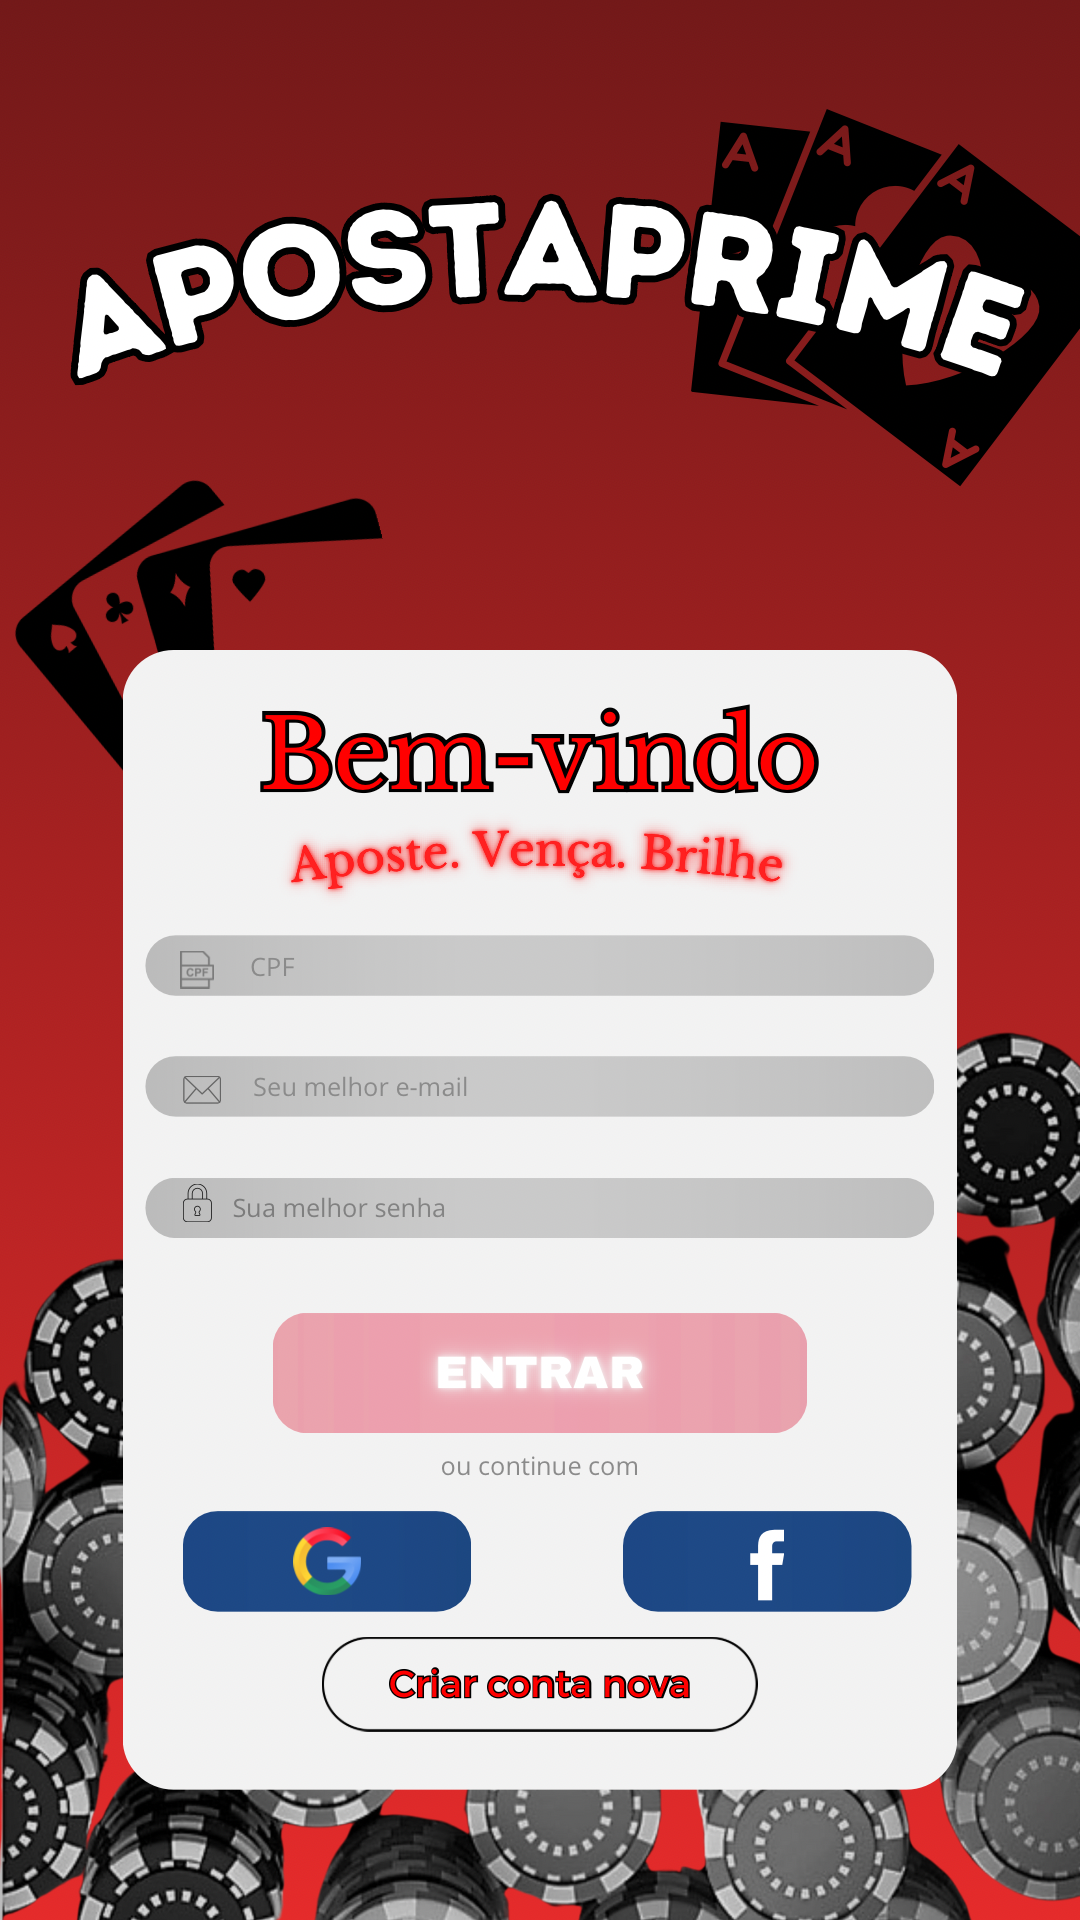 A
A
A
APOSTAPRIME
A
Bem-vindo
Aposte. Vença. Brilhe
CPF CPF
Seu melhor e-mail
Sua melhor senha
ENTRAR
ou continue com
G f
Criar conta nova